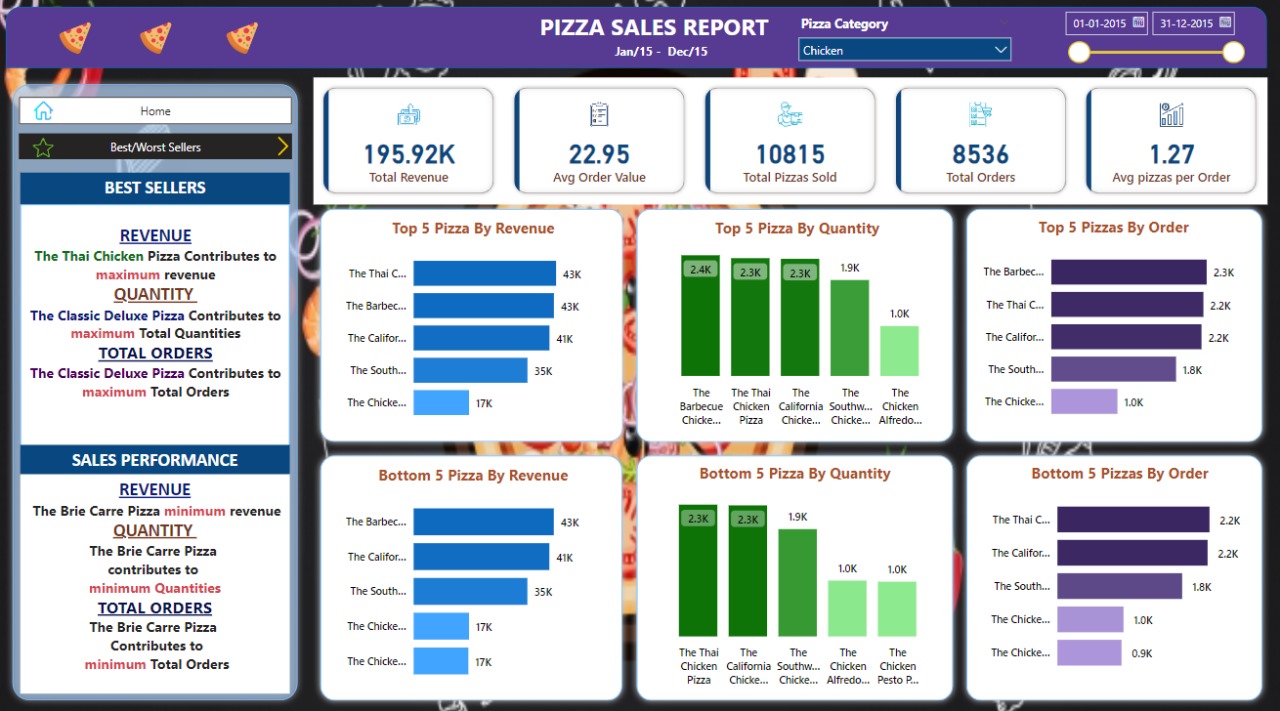 PIZZA SALES REPORT
Jan/15 - Dec/15
Pizza Category
Chicken
01-01-2015
31-12-2015
Home
Best/Worst Sellers
BEST SELLERS
REVENUE
The Thai Chicken Pizza Contributes to
maximum revenue
QUANTITY
The Classic Deluxe Pizza Contributes to
maximum Total Quantities
TOTAL ORDERS
The Classic Deluxe Pizza Contributes to
maximum Total Orders
SALES PERFORMANCE
REVENUE
The Brie Carre Pizza minimum revenue
QUANTITY
The Brie Carre Pizza
contributes to
minimum Quantities
TOTAL ORDERS
The Brie Carre Pizza
Contributes to
minimum Total Orders
195.92K
Total Revenue
22.95
Avg Order Value
10815
Total Pizzas Sold
8536
Total Orders
1.27
Avg pizzas per Order
Top 5 Pizza By Revenue
The Thai C... 43K
The Barbec... 43K
The Califor... 41K
The South... 35K
The Chicke... 17K
Top 5 Pizza By Quantity
2.4K 2.3K 2.3K 1.9K 1.0K
The The Thai The The The
Barbecue Chicken California Southw... Chicken
Chicke... Pizza Chicke... Chicke... Alfredo...
Top 5 Pizzas By Order
The Barbec... 2.3K
The Thai C... 2.2K
The Califor... 2.2K
The South... 1.8K
The Chicke... 1.0K
Bottom 5 Pizza By Revenue
The Barbec... 43K
The Califor... 41K
The South... 35K
The Chicke... 17K
The Chicke... 17K
Bottom 5 Pizza By Quantity
2.3K 2.3K 1.9K 1.0K 1.0K
The Thai The The The The
Chicken California Southw... Chicken Chicken
Pizza Chicke... Chicke... Alfredo... Pesto P...
Bottom 5 Pizzas By Order
The Thai C... 2.2K
The Califor... 2.2K
The South... 1.8K
The Chicke... 1.0K
The Chicke... 0.9K